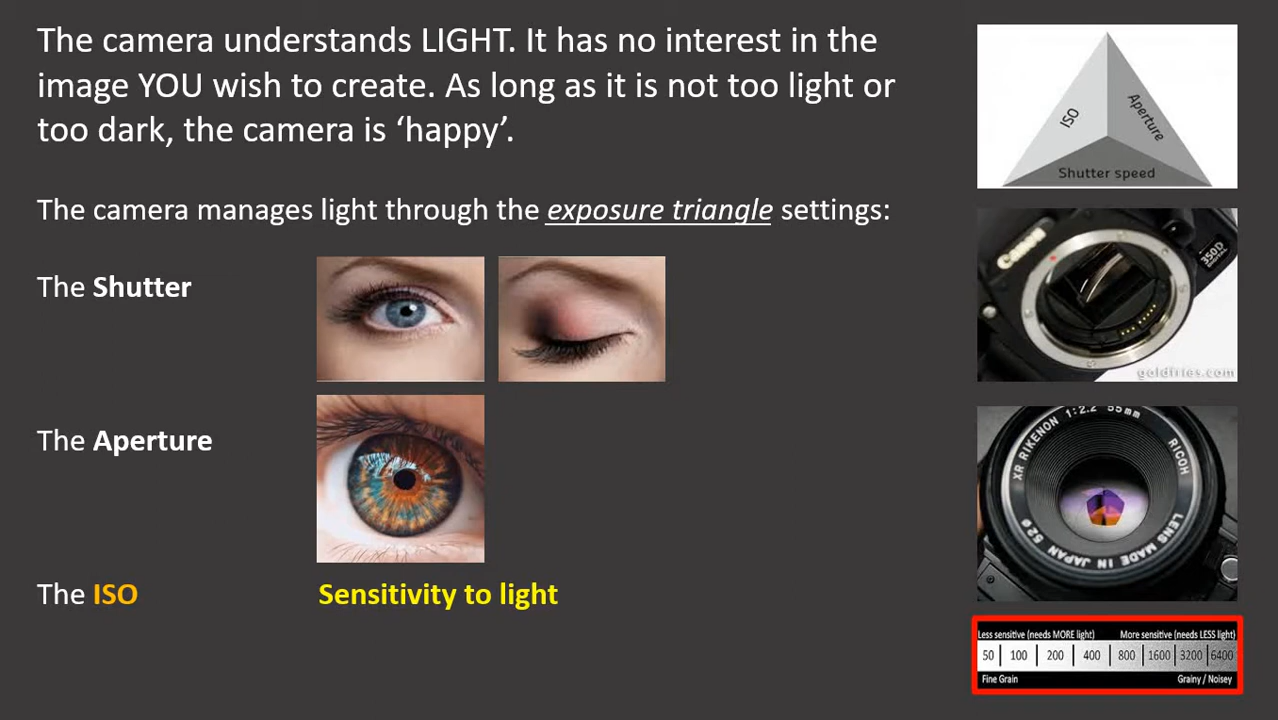 The camera understands LIGHT. It has no interest in the
image YOU wish to create. As long as it is not too light or
too dark, the camera is ‘happy’.
The camera manages light through the exposure triangle settings:
The Shutter
The Aperture
The ISO
Sensitivity to light
ISO
Aperture
Shutter speed
Canon
350D
DIGITAL
goldfries.com
XR RIKENON 1:2.2 55mm
RICOH
LENS MADE IN JAPAN 52ø
Less sensitive (needs MORE light) More sensitive (needs LESS light)
50 100 200 400 800 1600 3200 6400
Fine Grain Grainy / Noisey